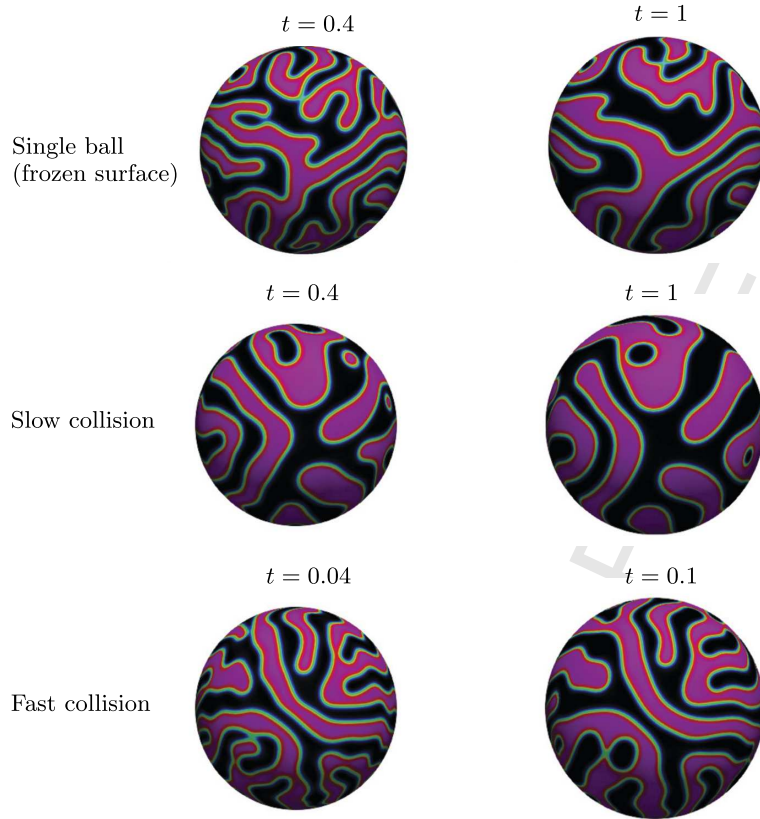 t = 0.4
t = 1
Single ball
(frozen surface)
t = 0.4
t = 1
Slow collision
t = 0.04
t = 0.1
Fast collision